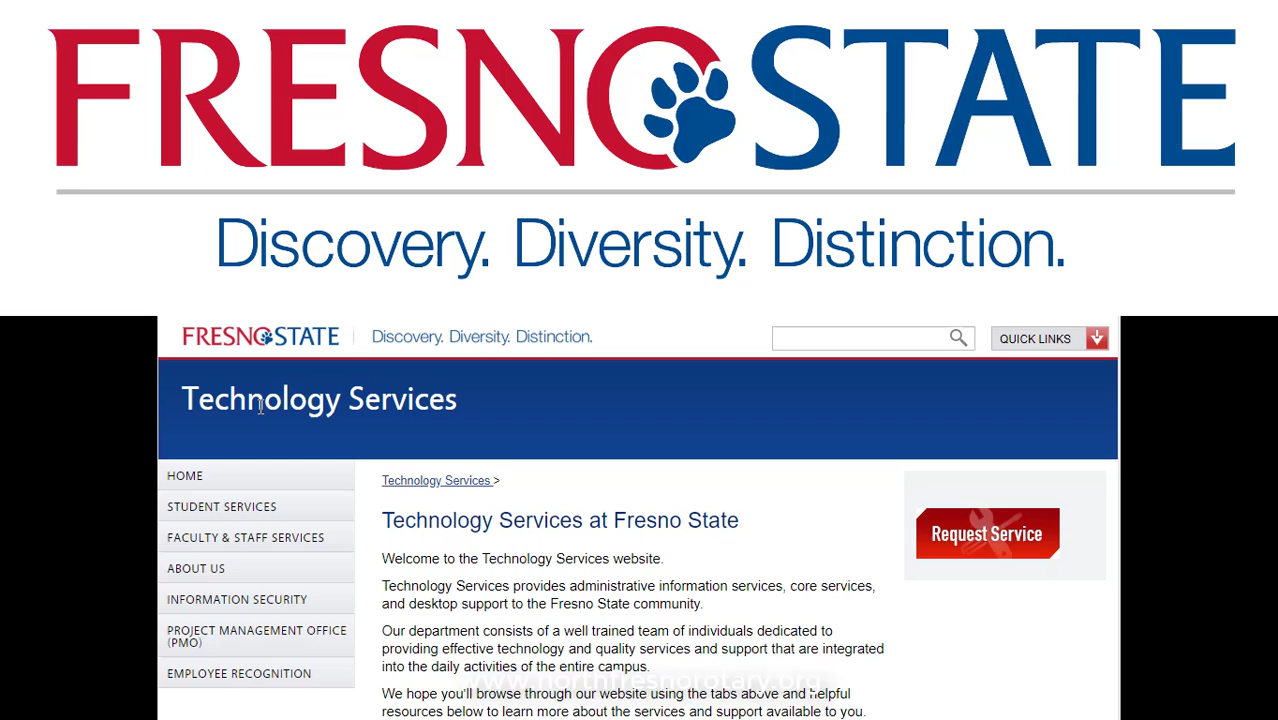 FRESNO STATE
Discovery. Diversity. Distinction.
FRESNO STATE Discovery. Diversity. Distinction. QUICK LINKS
Technology Services
HOME
STUDENT SERVICES
FACULTY & STAFF SERVICES
ABOUT US
INFORMATION SECURITY
PROJECT MANAGEMENT OFFICE
(PMO)
EMPLOYEE RECOGNITION
Technology Services >
Technology Services at Fresno State
Welcome to the Technology Services website.
Technology Services provides administrative information services, core services,
and desktop support to the Fresno State community.
Our department consists of a well trained team of individuals dedicated to
providing effective technology and quality services and support that are integrated
into the daily activities of the entire campus.
We hope you'll browse through our website using the tabs above and helpful
resources below to learn more about the services and support available to you.
Request Service
www.northfresnorotary.org